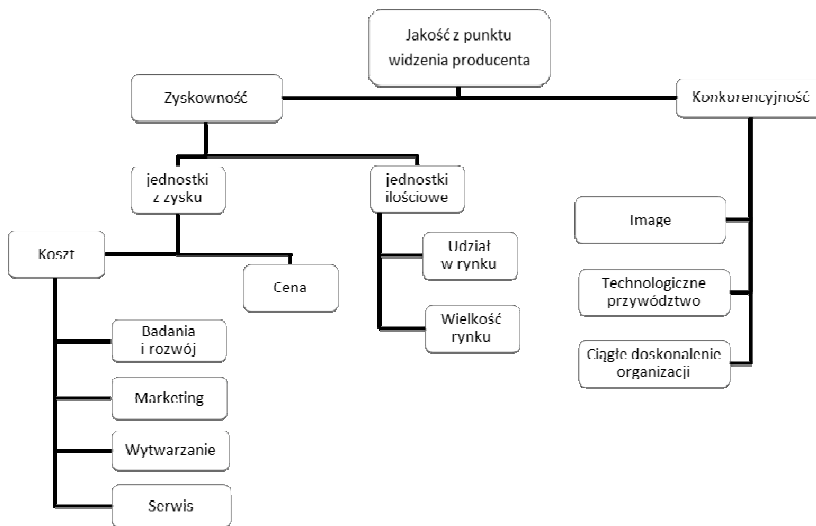 Jakość z punktu
widzenia producenta
Zyskowność
Konkurencyjność
jednostki
z zysku
jednostki
ilościowe
Koszt
Cena
Udział
w rynku
Wielkość
rynku
Image
Technologiczne
przywództwo
Ciągłe doskonalenie
organizacji
Badania
i rozwój
Marketing
Wytwarzanie
Serwis